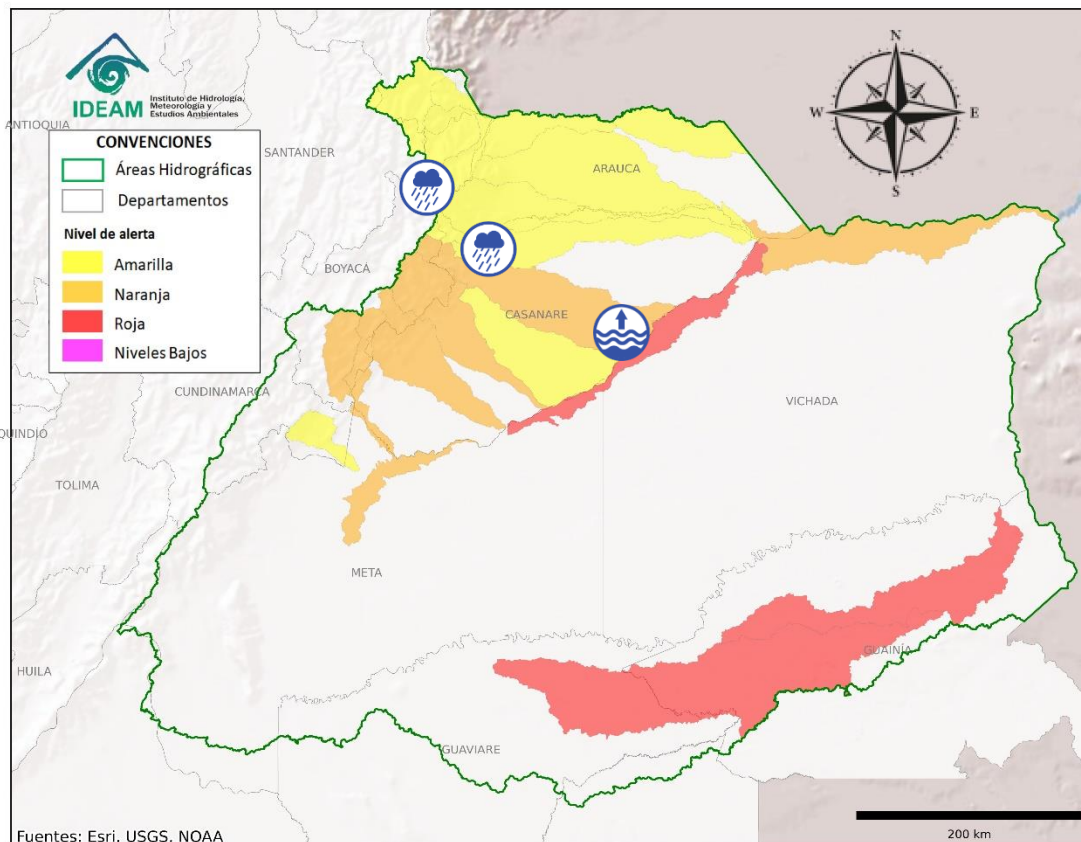 IDEAM
Instituto de Hidrología,
Meteorología y
Estudios Ambientales
CONVENCIONES
Áreas Hidrográficas
Departamentos
Nivel de alerta
Amarilla
Naranja
Roja
Niveles Bajos
N
W
E
S
ANTIOQUIA
SANTANDER
ARAUCA
BOYACÁ
CASANARE
CUNDINAMARCA
VICHADA
QUINDÍO
TOLIMA
META
HUILA
GUAINÍA
GUAVIARE
Fuentes: Esri, USGS, NOAA
200 km